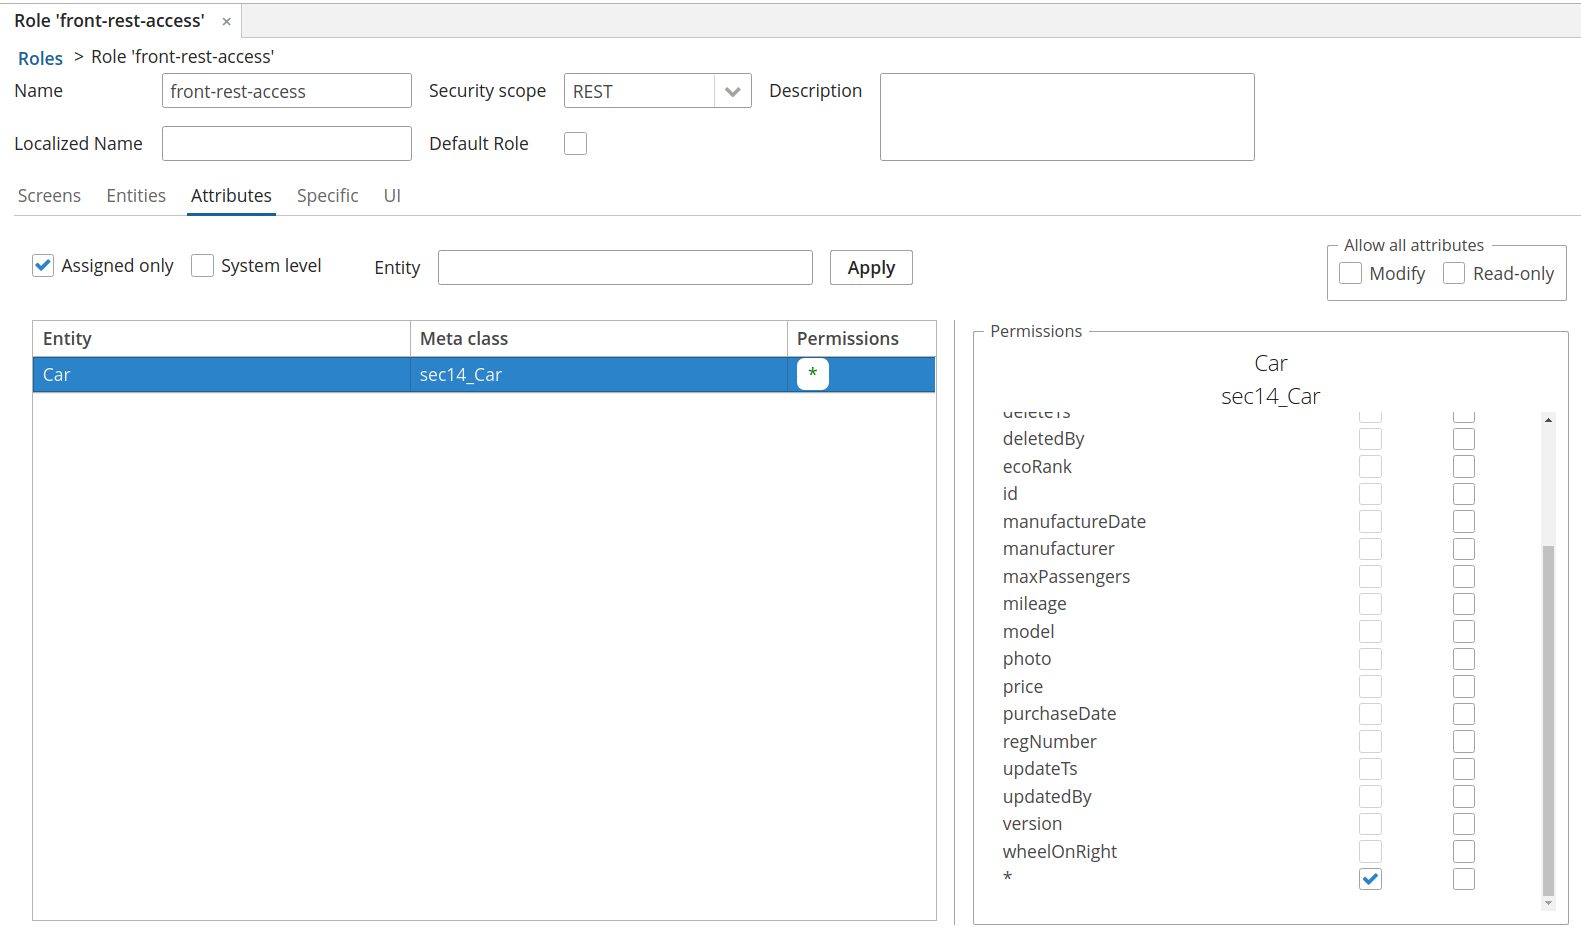 Role 'front-rest-access' ×
Roles > Role 'front-rest-access'
Name front-rest-access Security scope REST Description
Localized Name Default Role
Screens Entities Attributes Specific UI
Allow all attributes
Assigned only System level Entity Apply Modify Read-only
Entity Meta class Permissions
Car sec14_Car *
Permissions
Car
sec14_Car
deleteTs
deletedBy
ecoRank
id
manufactureDate
manufacturer
maxPassengers
mileage
model
photo
price
purchaseDate
regNumber
updateTs
updatedBy
version
wheelOnRight
*